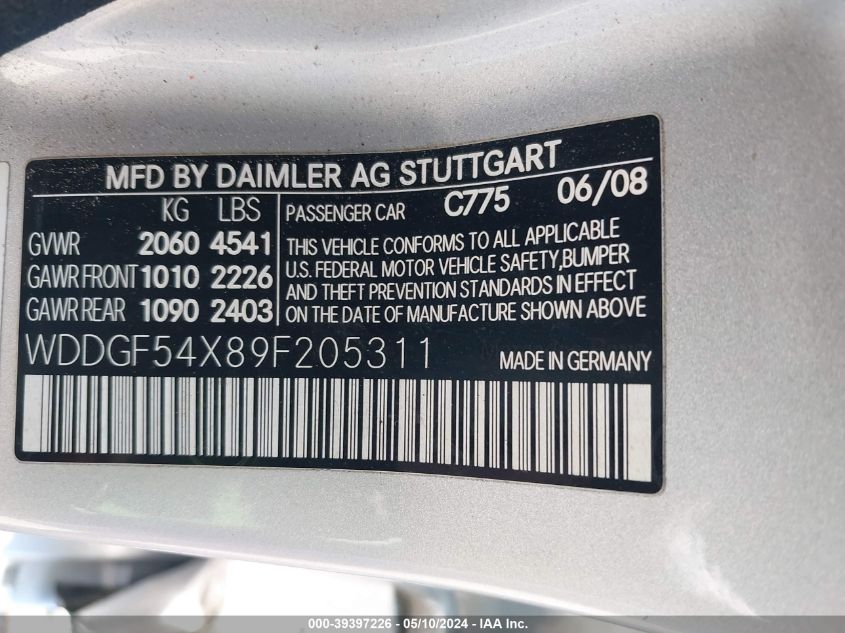 MFD BY DAIMLER AG STUTTGART
KG LBS
GVWR 2060 4541
GAWR FRONT 1010 2226
GAWR REAR 1090 2403
PASSENGER CAR C775 06/08
THIS VEHICLE CONFORMS TO ALL APPLICABLE
U.S. FEDERAL MOTOR VEHICLE SAFETY, BUMPER
AND THEFT PREVENTION STANDARDS IN EFFECT
ON THE DATE OF MANUFACTURE SHOWN ABOVE
WDDGF54X89F205311 MADE IN GERMANY
000-39397226 - 05/10/2024 - IAA Inc.